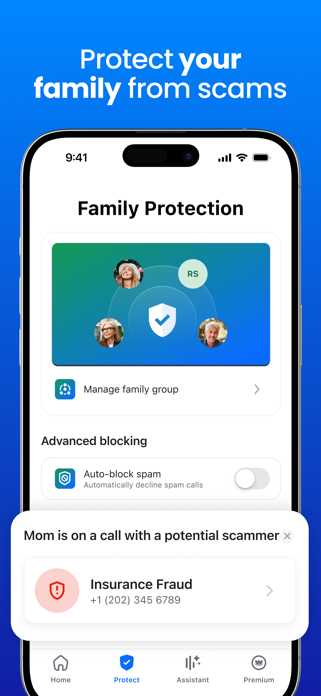 Protect your
family from scams
9:41
Family Protection
RS
Manage family group
Advanced blocking
Auto-block spam
Automatically decline spam calls
Mom is on a call with a potential scammer
Insurance Fraud
+1 (202) 345 6789
Home
Protect
Assistant
Premium